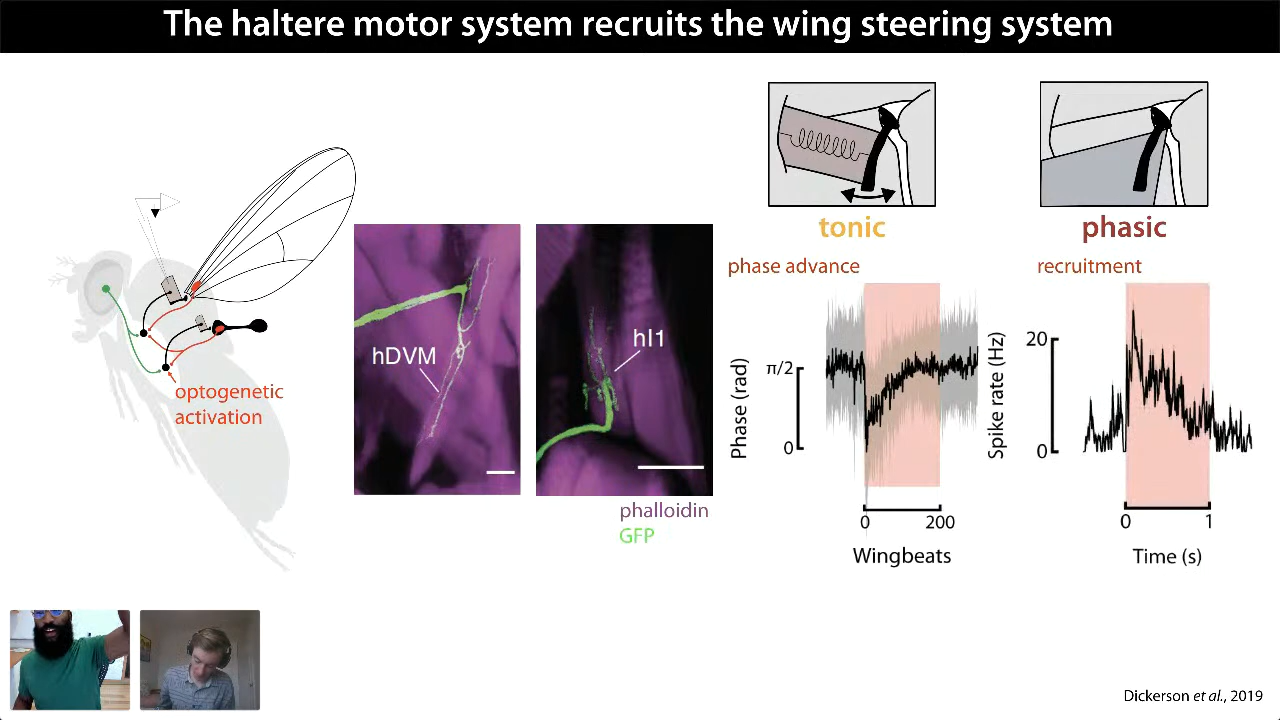 The haltere motor system recruits the wing steering system
optogenetic
activation
hDVM
hI1
phalloidin
GFP
tonic
phase advance
Phase (rad)
π/2
0
0
200
Wingbeats
phasic
recruitment
Spike rate (Hz)
20
0
0
1
Time (s)
Dickerson et al., 2019